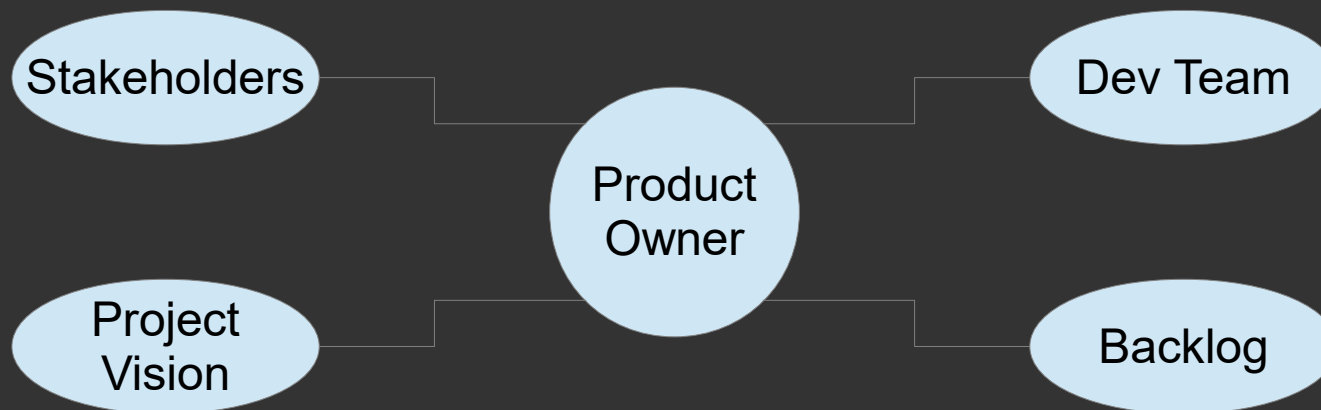 Stakeholders
Dev Team
Product
Owner
Project
Vision
Backlog